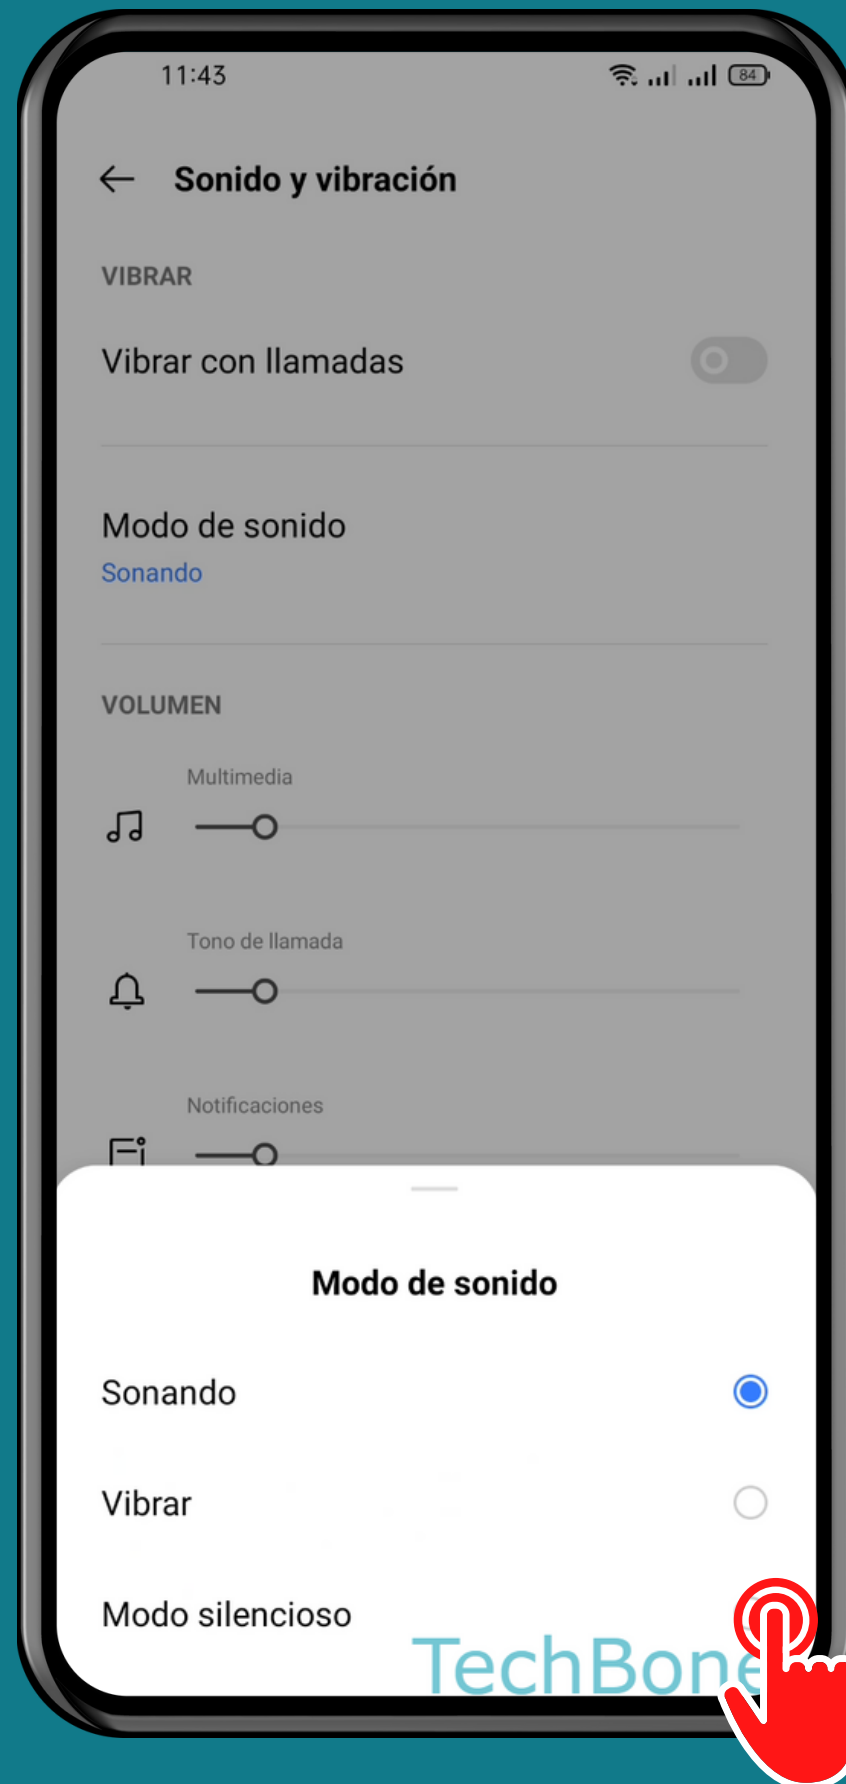 11:43
84
Sonido y vibración
VIBRAR
Vibrar con llamadas
Modo de sonido
Sonando
VOLUMEN
Multimedia
Tono de llamada
Notificaciones
Modo de sonido
Sonando
Vibrar
Modo silencioso
TechBone